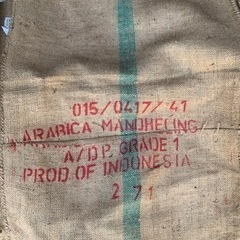 015/0417/41
ARABICA MANDHELING/
A/DP. GRADE 1
PROD OF INDONESIA
2 71